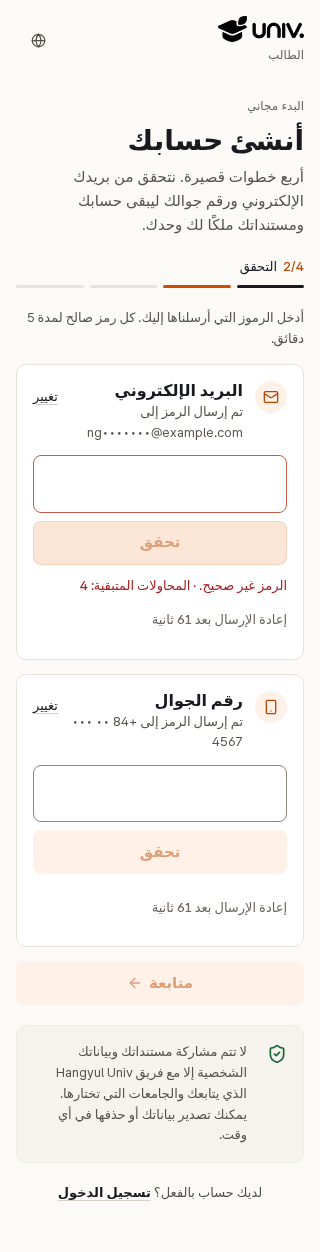 UNIV.
الطالب
البدء مجاني
أنشئ حسابك
أربع خطوات قصيرة. نتحقق من بريدك
الإلكتروني ورقم جوالك ليبقى حسابك
ومستنداتك ملكًا لك وحدك.
2/4 التحقق
أدخل الرموز التي أرسلناها إليك. كل رمز صالح لمدة 5
دقائق.
البريد الإلكتروني
تغيير
تم إرسال الرمز إلى
ng•••••••@example.com
تحقق
الرمز غير صحيح. · المحاولات المتبقية: 4
إعادة الإرسال بعد 61 ثانية
رقم الجوال
تغيير
تم إرسال الرمز إلى +84 •• •••
4567
تحقق
إعادة الإرسال بعد 61 ثانية
متابعة ←
لا تتم مشاركة مستنداتك وبياناتك
الشخصية إلا مع فريق Hangyul Univ
الذي يتابعك والجامعات التي تختارها.
يمكنك تصدير بياناتك أو حذفها في أي
وقت.
لديك حساب بالفعل؟ تسجيل الدخول